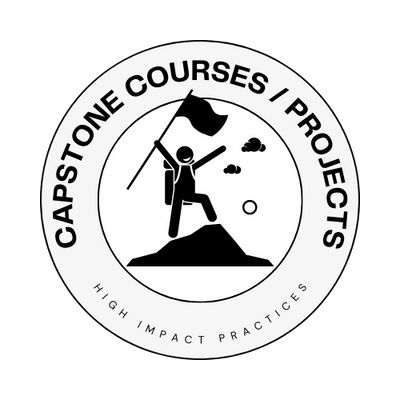 CAPSTONE COURSES / PROJECTS
HIGH IMPACT PRACTICES